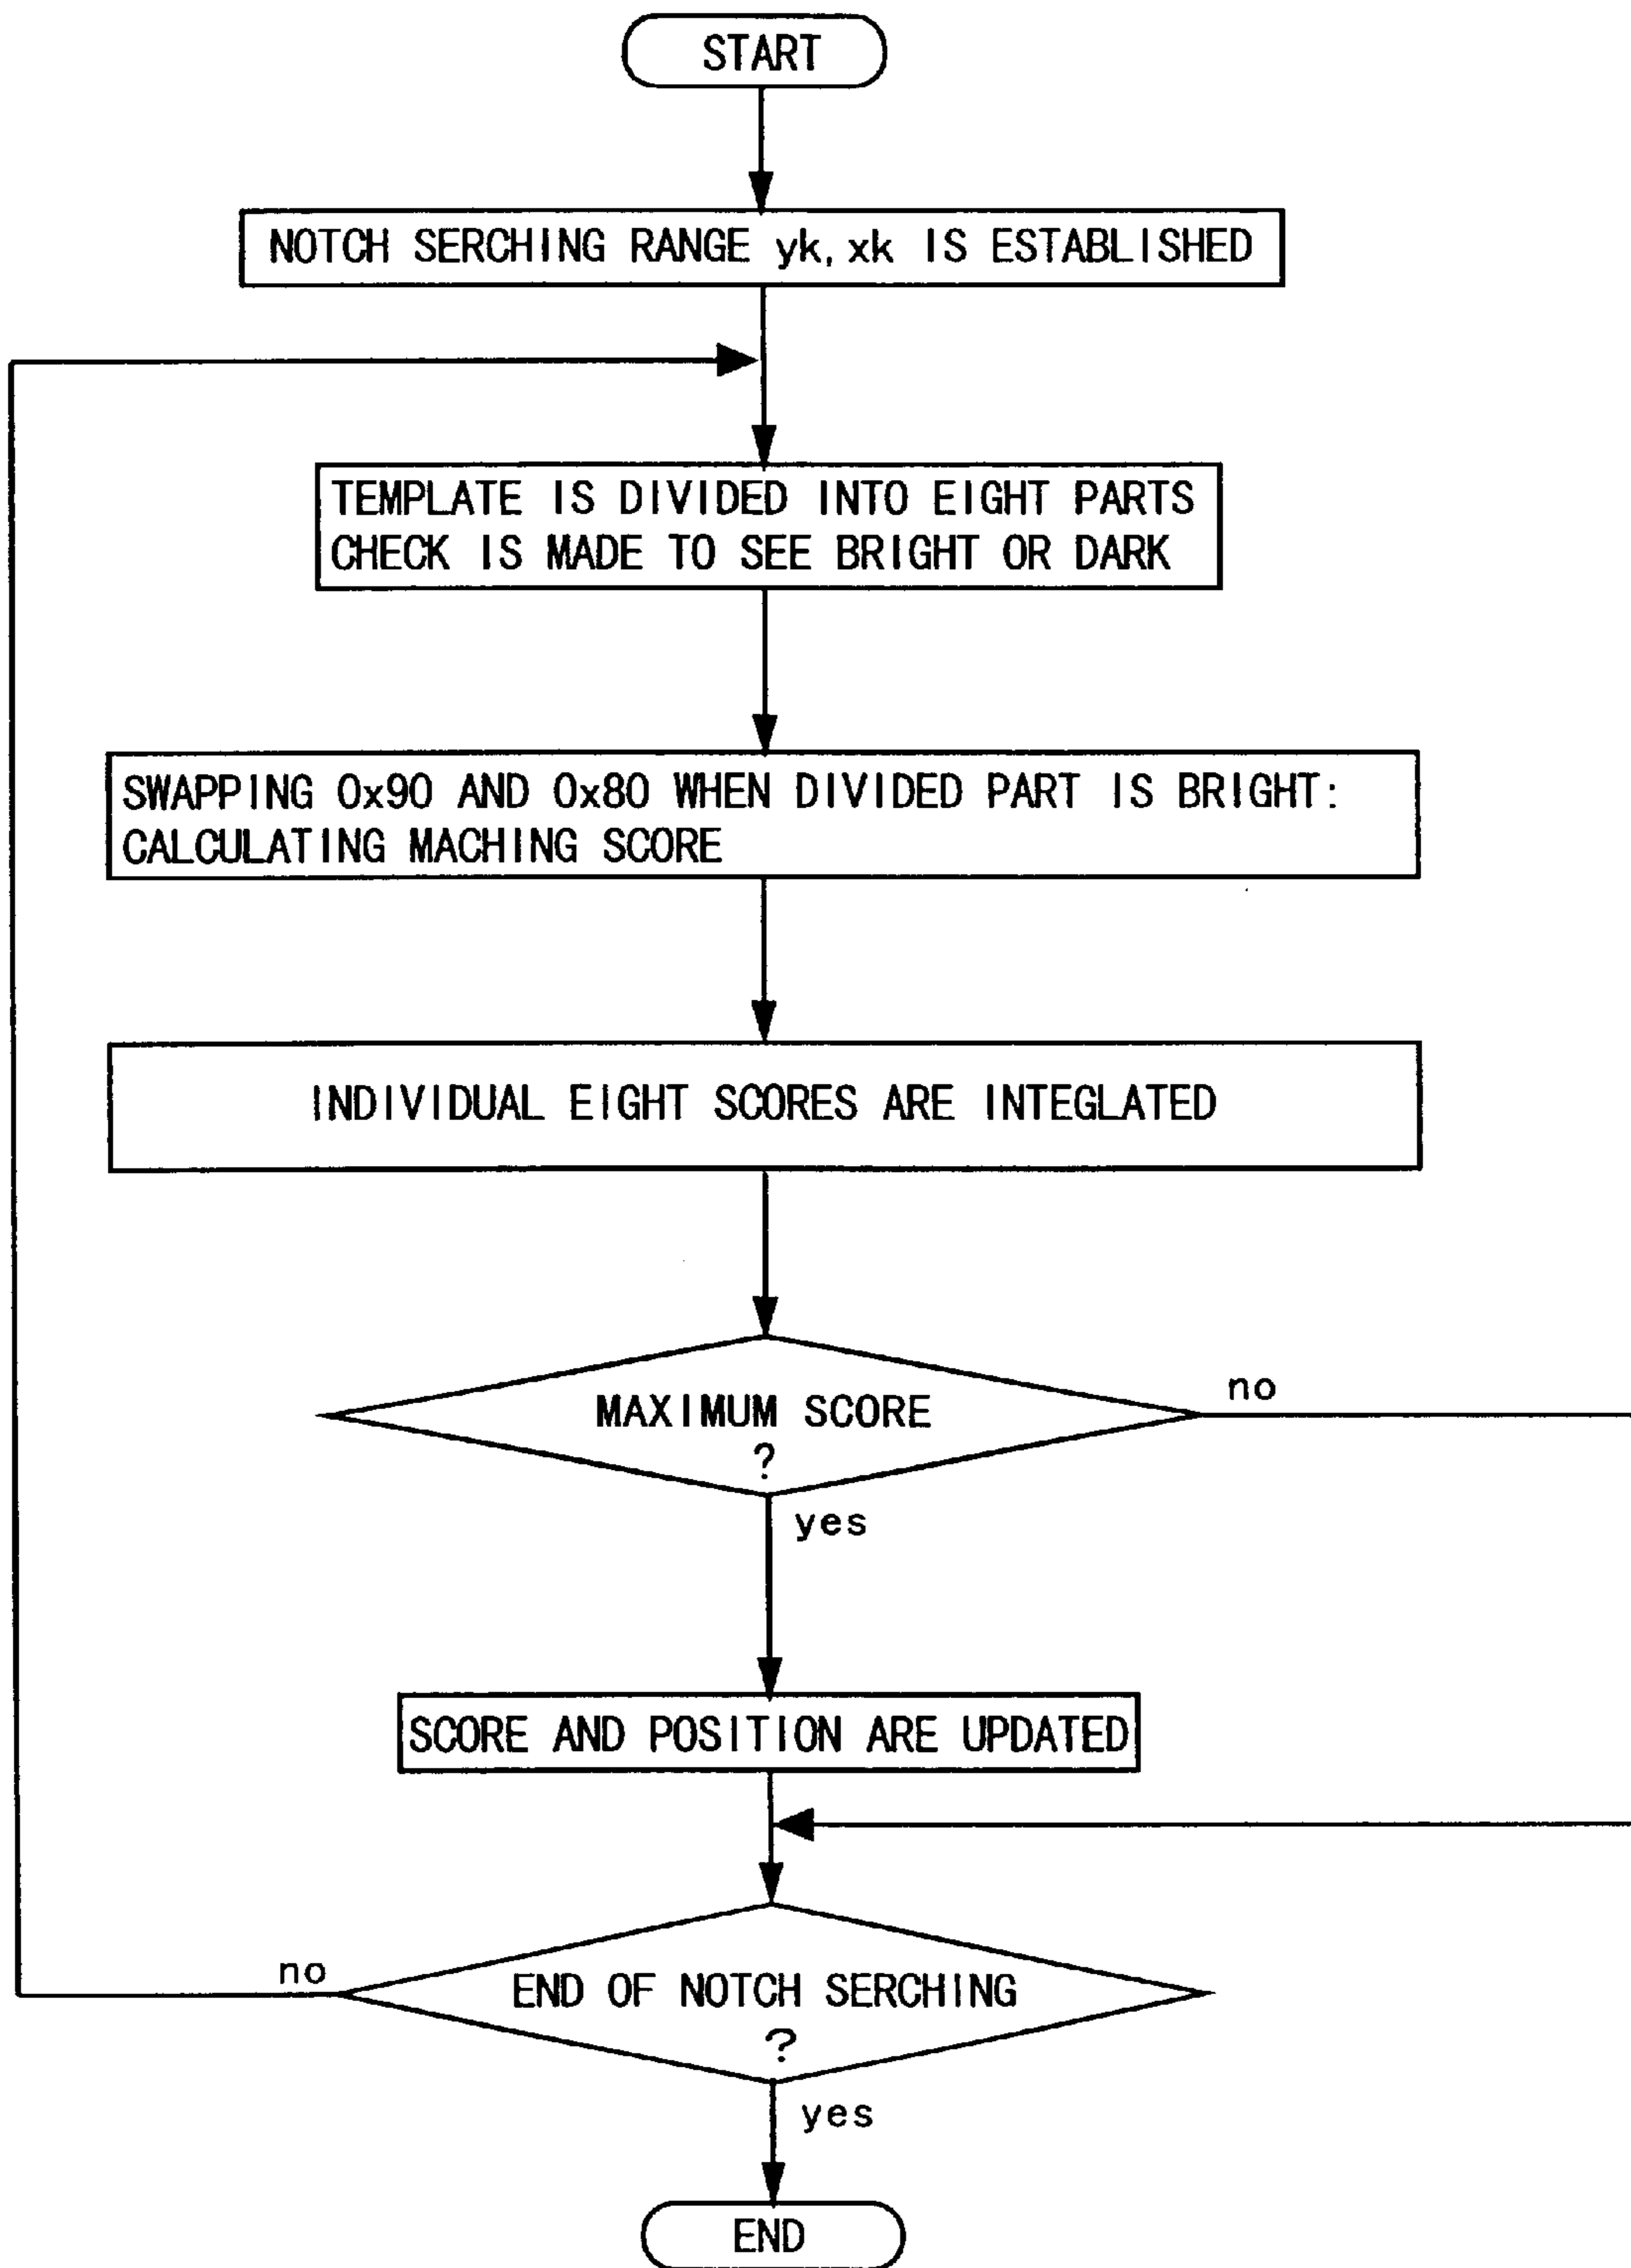 START
NOTCH SERCHING RANGE yk, xk IS ESTABLISHED
TEMPLATE IS DIVIDED INTO EIGHT PARTS
CHECK IS MADE TO SEE BRIGHT OR DARK
SWAPPING 0x90 AND 0x80 WHEN DIVIDED PART IS BRIGHT:
CALCULATING MACHING SCORE
INDIVIDUAL EIGHT SCORES ARE INTEGLATED
no
MAXIMUM SCORE
?
yes
SCORE AND POSITION ARE UPDATED
no
END OF NOTCH SERCHING
?
yes
END